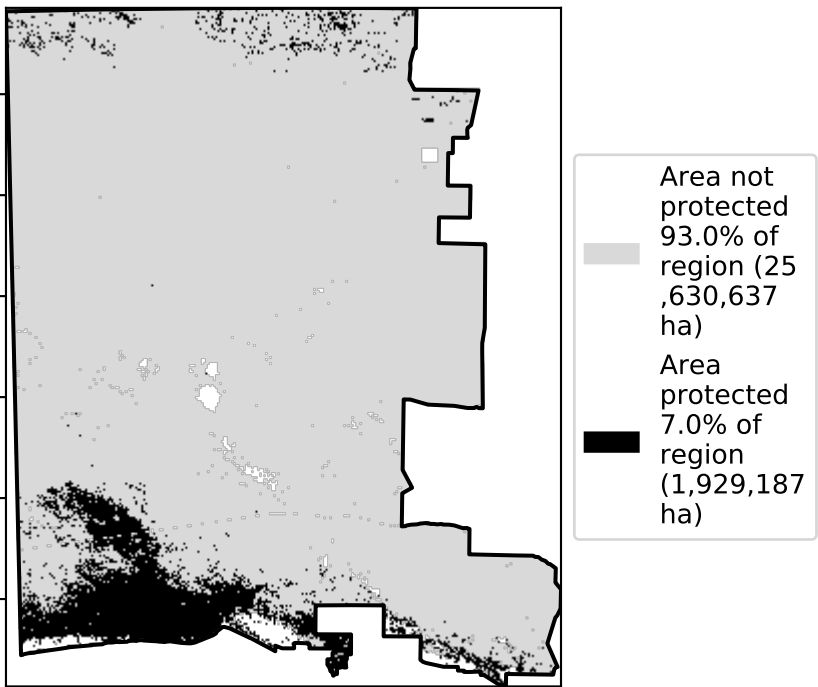 Area not
protected
93.0% of
region (25
,630,637
ha)
Area
protected
7.0% of
region
(1,929,187
ha)